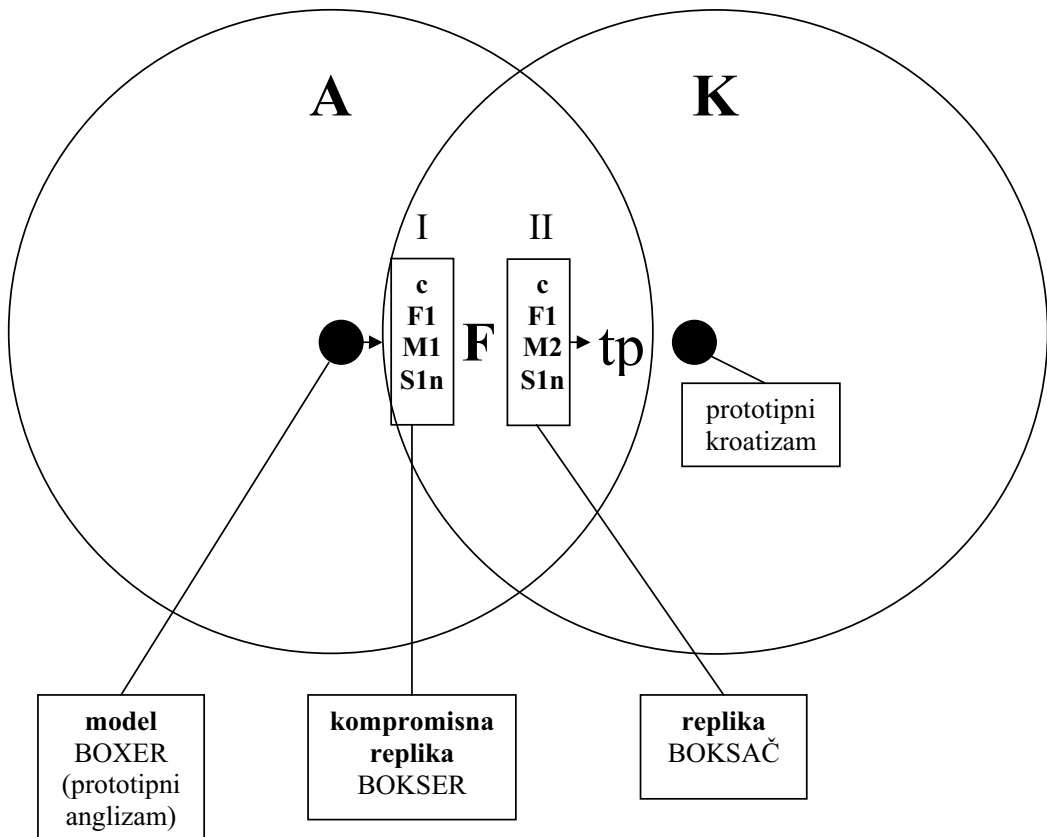 A
K
I
II
c
F1
M1
S1n
F
c
F1
M2
S1n
tp
prototipni
kroatizam
model
BOXER
(prototipni
anglizam)
kompromisna
replika
BOKSER
replika
BOKSAČ